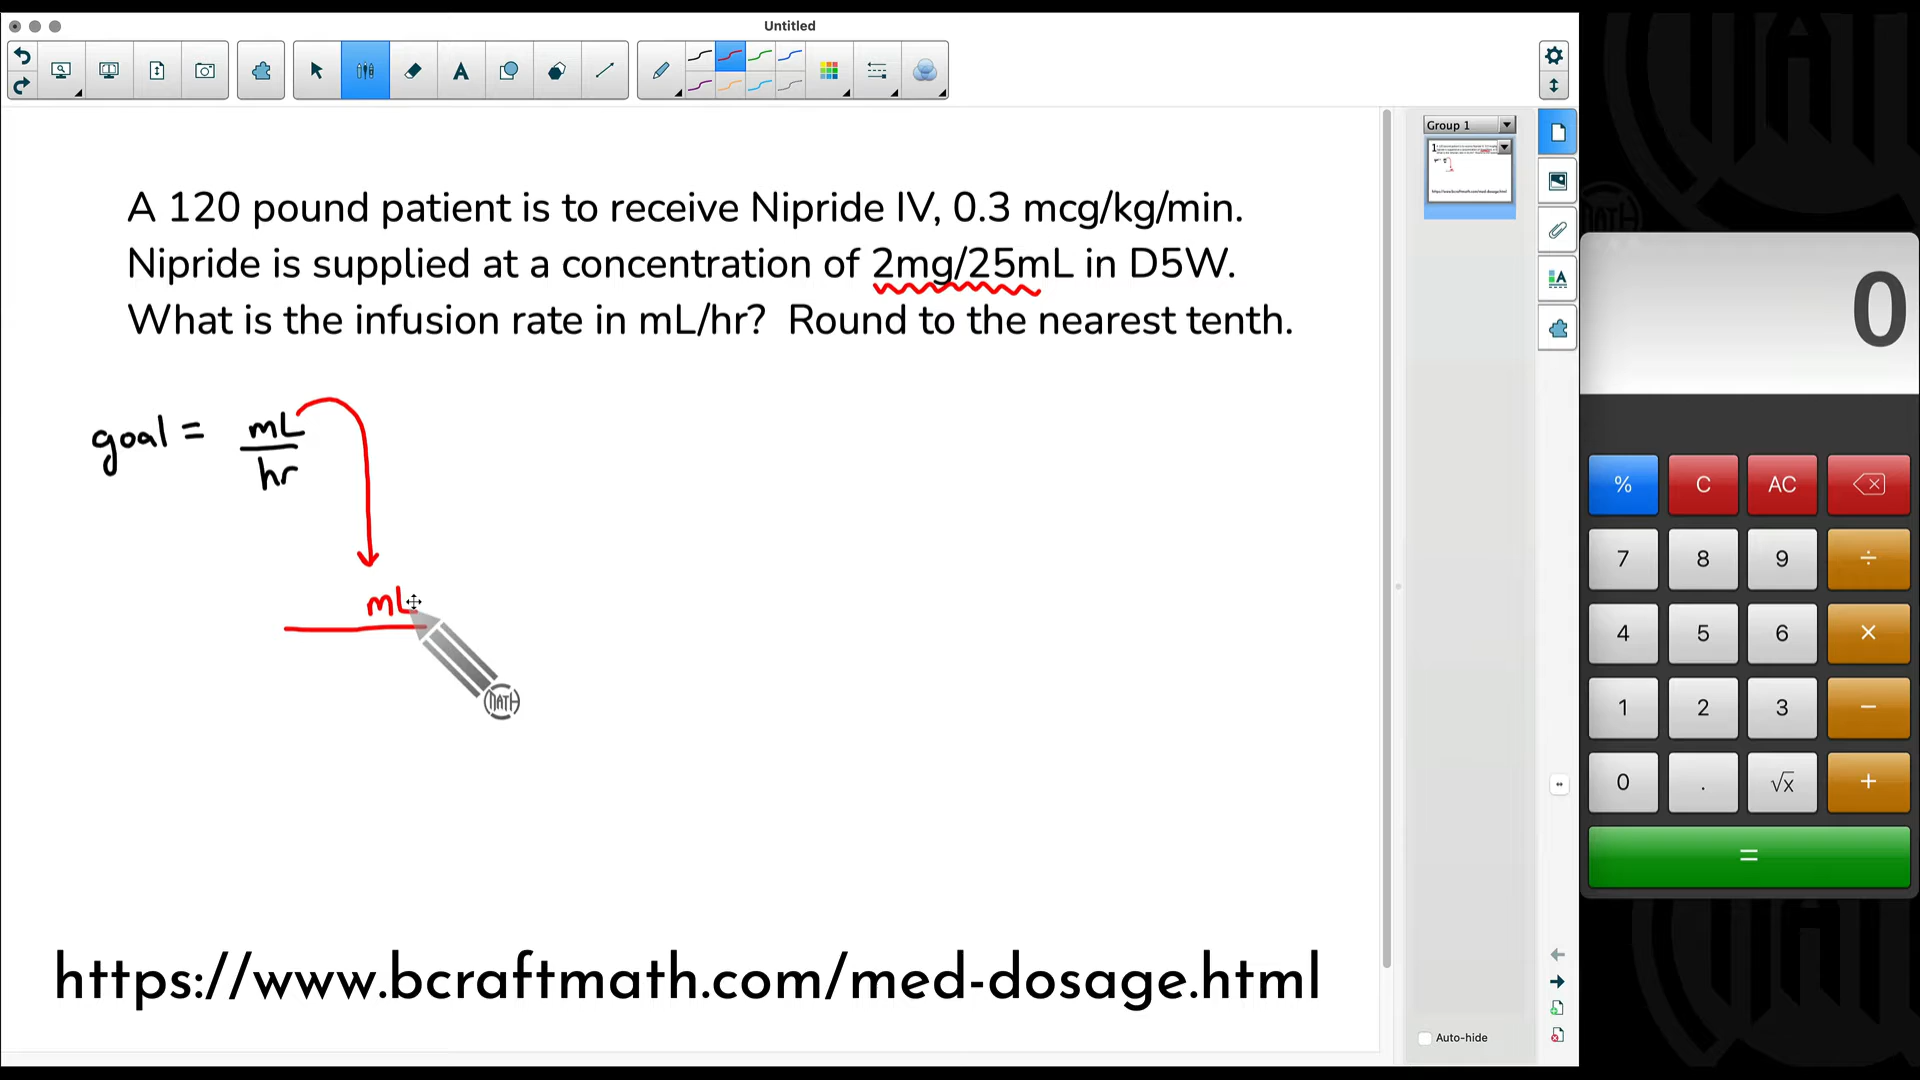 Untitled
Group 1
A 120 pound patient is to receive Nipride IV, 0.3 mcg/kg/min.
Nipride is supplied at a concentration of 2mg/25mL in D5W.
What is the infusion rate in mL/hr? Round to the nearest tenth.
goal = mL
hr
mL
MATH
https://www.bcraftmath.com/med-dosage.html
Auto-hide
0
% C AC
7 8 9 ÷
4 5 6 ×
1 2 3 −
0 . √x +
=